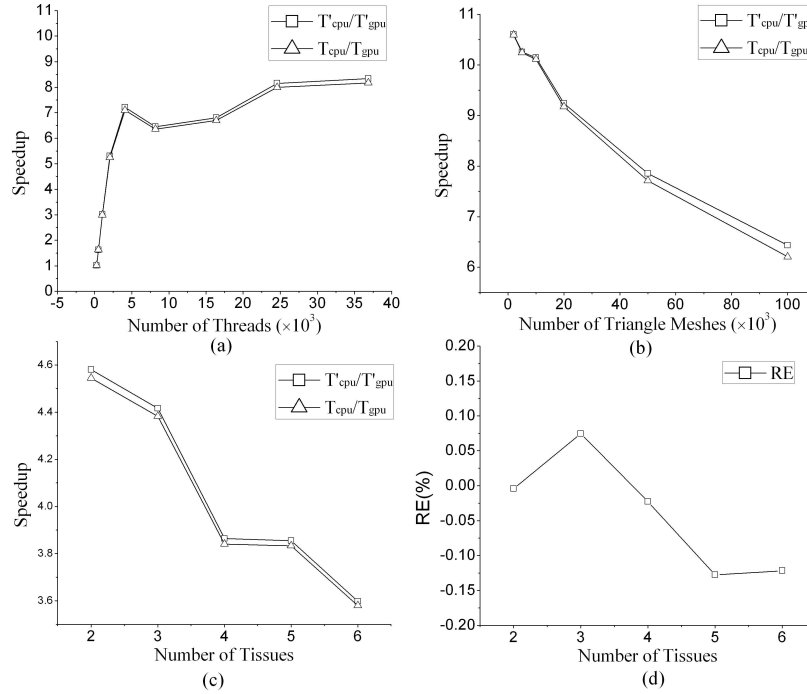 11
10
9
8
7
6
5
4
3
2
1
0
Speedup
T'cpu/T'gpu
Tcpu/Tgpu
-5 0 5 10 15 20 25 30 35 40
Number of Threads (×10³)
(a)
11
10
9
8
7
6
Speedup
T'cpu/T'gp
Tcpu/Tgpu
0 20 40 60 80 100
Number of Triangle Meshes (×10³)
(b)
4.6
4.4
4.2
4.0
3.8
3.6
Speedup
T'cpu/T'gpu
Tcpu/Tgpu
2 3 4 5 6
Number of Tissues
(c)
0.20
0.15
0.10
0.05
0.00
-0.05
-0.10
-0.15
-0.20
RE(%)
RE
2 3 4 5 6
Number of Tissues
(d)